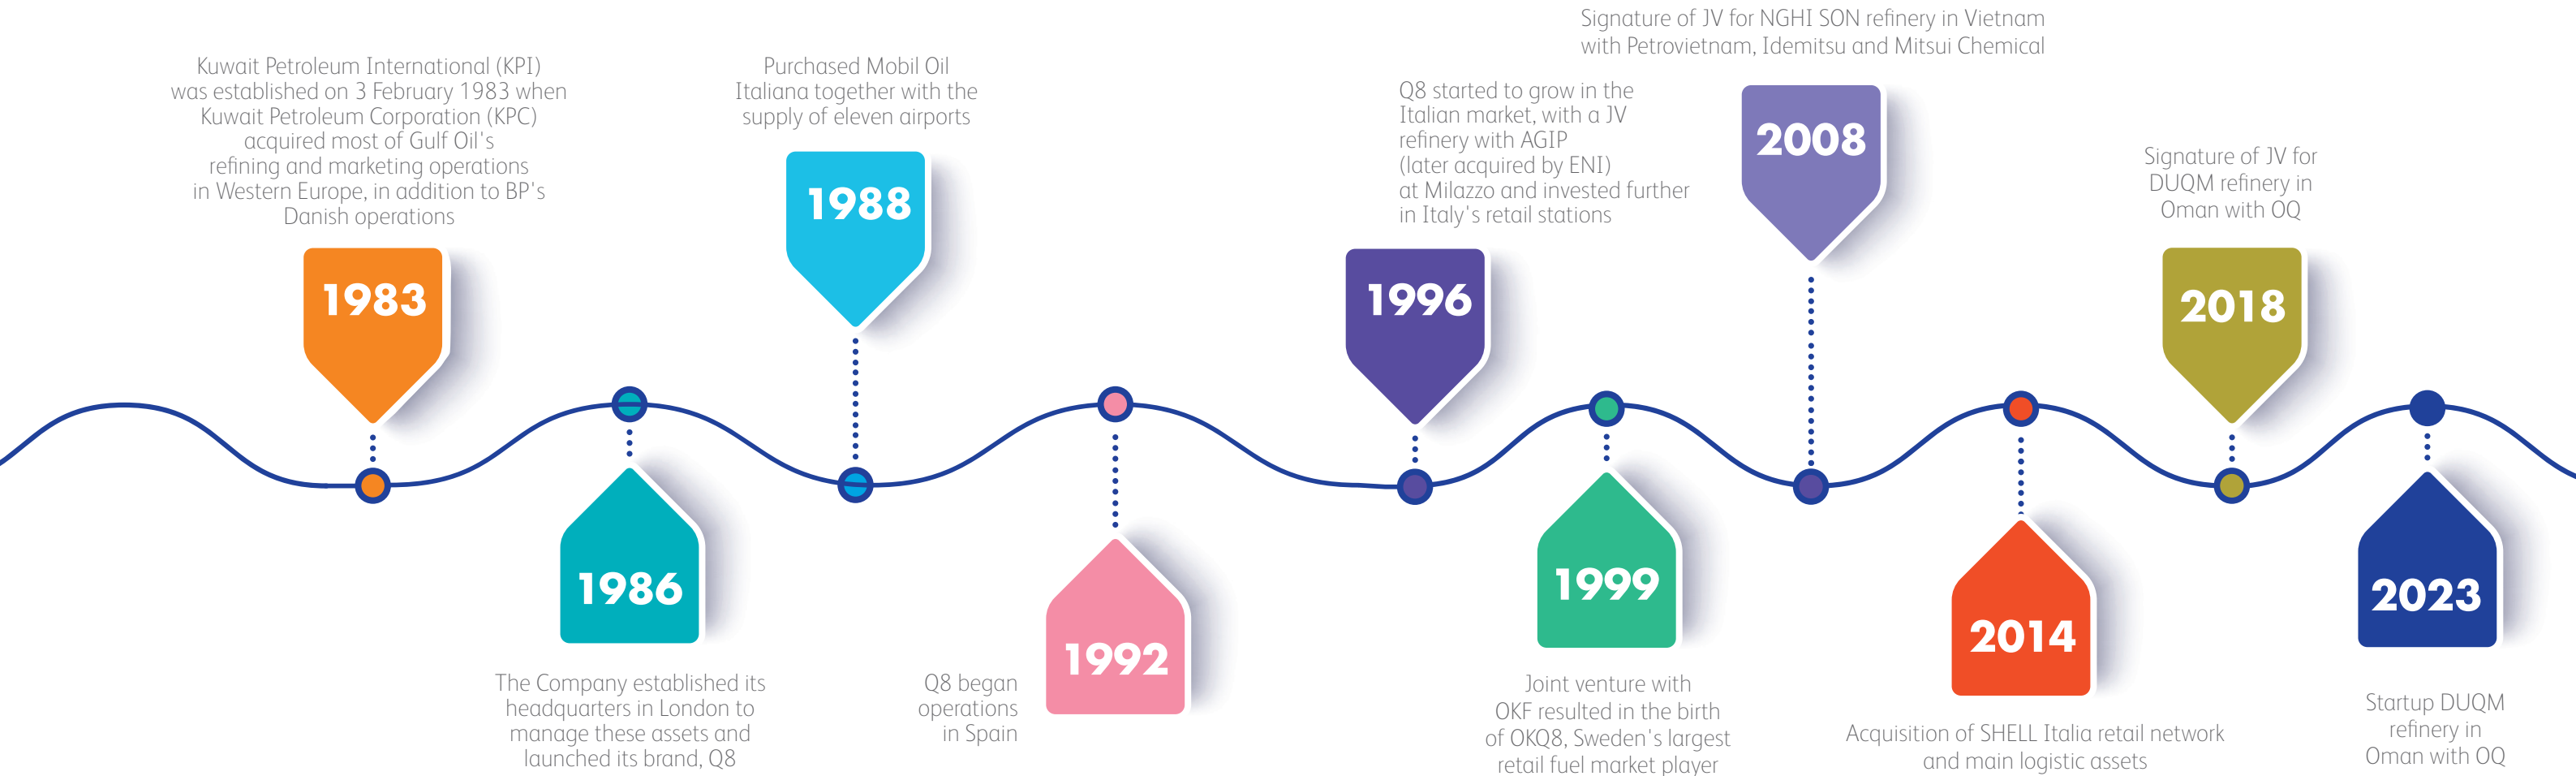 Kuwait Petroleum International (KPI)
was established on 3 February 1983 when
Kuwait Petroleum Corporation (KPC)
acquired most of Gulf Oil's
refining and marketing operations
in Western Europe, in addition to BP's
Danish operations
1983
1986
The Company established its
headquarters in London to
manage these assets and
launched its brand, Q8
Purchased Mobil Oil
Italiana together with the
supply of eleven airports
1988
1992
Q8 began
operations
in Spain
Q8 started to grow in the
Italian market, with a JV
refinery with AGIP
(later acquired by ENI)
at Milazzo and invested further
in Italy's retail stations
1996
1999
Joint venture with
OKF resulted in the birth
of OKQ8, Sweden's largest
retail fuel market player
Signature of JV for NGHI SON refinery in Vietnam
with Petrovietnam, Idemitsu and Mitsui Chemical
2008
2014
Acquisition of SHELL Italia retail network
and main logistic assets
Signature of JV for
DUQM refinery in
Oman with OQ
2018
2023
Startup DUQM
refinery in
Oman with OQ